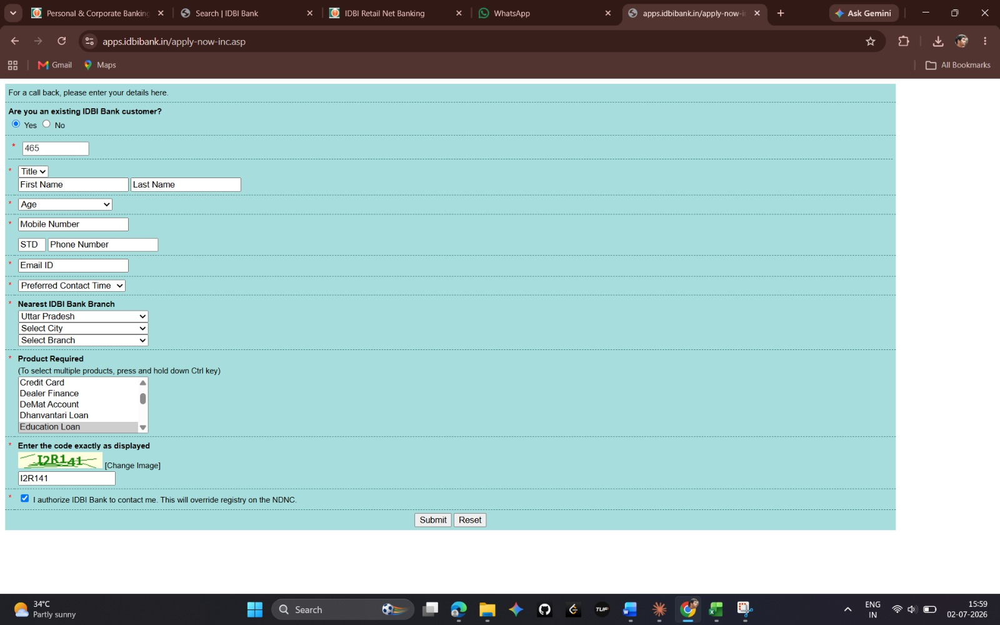 Personal & Corporate Banking
Search | IDBI Bank
IDBI Retail Net Banking
WhatsApp
apps.idbibank.in/apply-now-in
Ask Gemini
apps.idbibank.in/apply-now-inc.asp
Gmail
Maps
All Bookmarks
For a call back, please enter your details here.
Are you an existing IDBI Bank customer?
Yes No
* 465
* Title
First Name Last Name
* Age
* Mobile Number
STD Phone Number
* Email ID
* Preferred Contact Time
* Nearest IDBI Bank Branch
Uttar Pradesh
Select City
Select Branch
* Product Required
(To select multiple products, press and hold down Ctrl key)
Credit Card
Dealer Finance
DeMat Account
Dhanvantari Loan
Education Loan
* Enter the code exactly as displayed
I2R141 [Change Image]
I2R141
* I authorize IDBI Bank to contact me. This will override registry on the NDNC.
Submit Reset
34°C
Partly sunny
Search
TUF
ENG
IN
15:59
02-07-2026